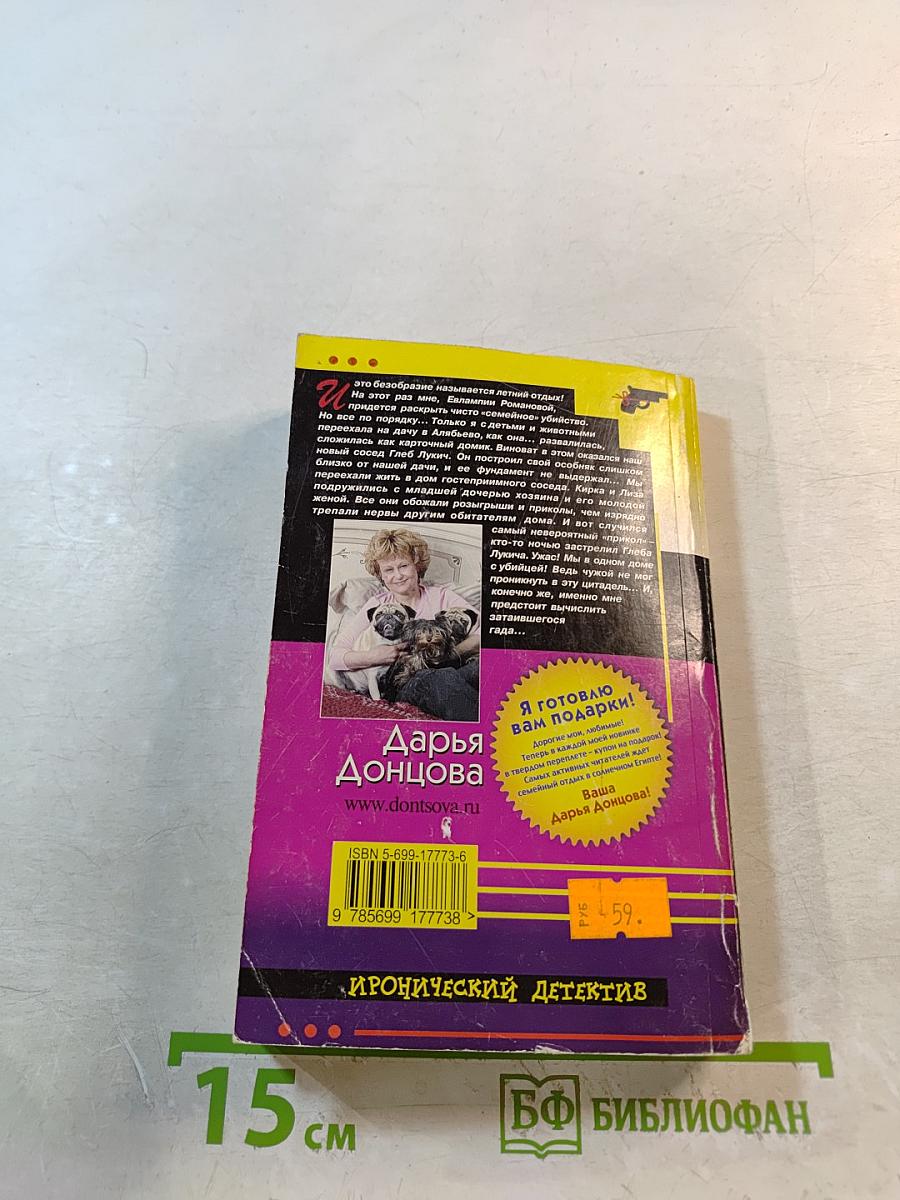 И это безобразие называется летний отдых!
На этот раз мне, Евлампии Романовой,
придется раскрыть чисто «семейное» убийство.
Но все по порядку... Только я с детьми и животными
переехала на дачу в Алябьево, как она... развалилась,
сложилась как карточный домик. Виноват в этом оказался наш
новый сосед Глеб Лукич. Он построил свой особняк слишком
близко от нашей дачи, и ее фундамент не выдержал... Мы
переехали жить в дом гостеприимного соседа. Кирка и Лиза
подружились с младшей дочерью хозяина и его молодой
женой. Все они обожали розыгрыши и приколы, чем изрядно
трепали нервы другим обитателям дома. И вот случился
самый невероятный «прикол» –
кто-то ночью застрелил Глеба
Лукича. Ужас! Мы в одном доме
с убийцей! Ведь чужой не мог
проникнуть в эту цитадель... И,
конечно же, именно мне
предстоит вычислить
затаившегося
гада...
Дарья
Донцова
www.dontsova.ru
Я готовлю
вам подарки!
Дорогие мои, любимые!
Теперь в каждой моей новинке
в твердом переплете – купон на подарок!
Самых активных читателей ждет
семейный отдых в солнечном Египте!
Ваша
Дарья Донцова!
ISBN 5-699-17773-6
9 785699 177738 >
РУБ
59.
ИРОНИЧЕСКИЙ ДЕТЕКТИВ
15 см
БФ БИБЛИОФАН